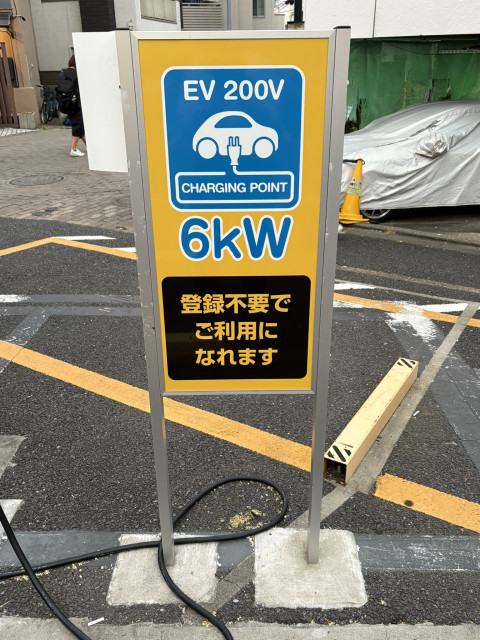 EV 200V
CHARGING POINT
6kW
登録不要で
ご利用に
なれます